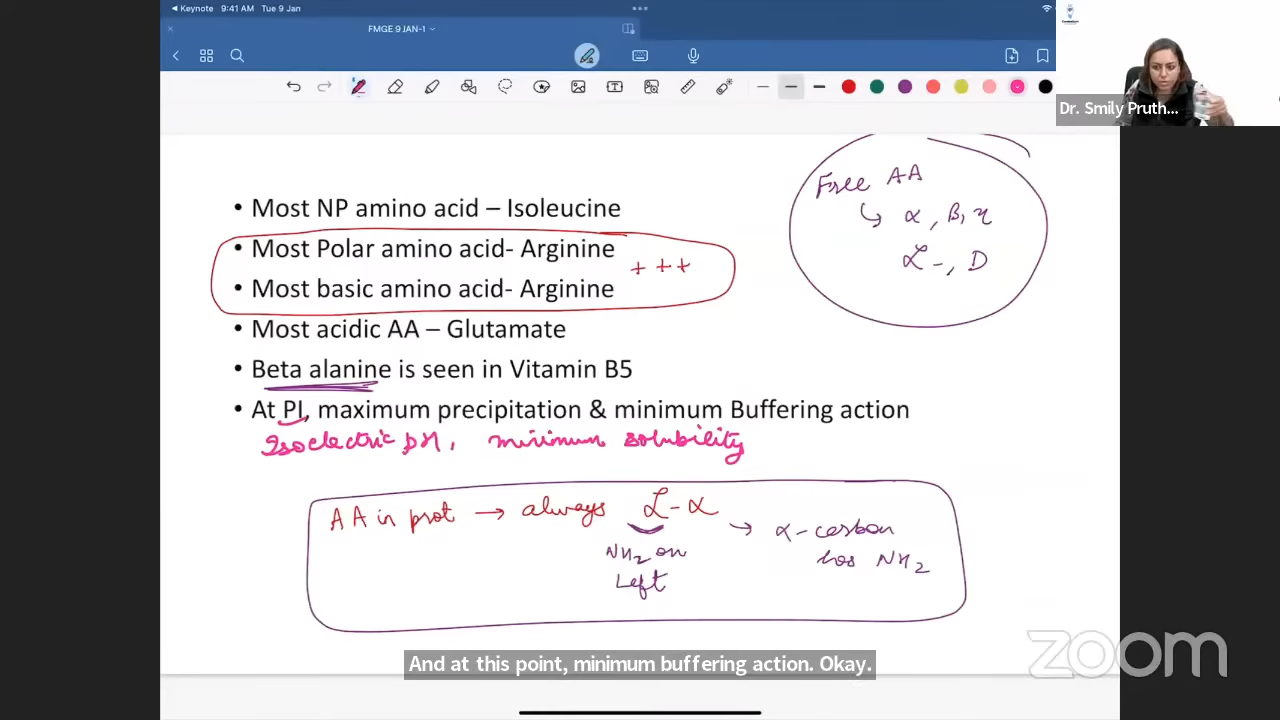 Keynote 9:41 AM Tue 9 Jan
FMGE 9 JAN-1
Dr. Smily Pruth...
Free AA
α, β, γ
L-, D
• Most NP amino acid – Isoleucine
• Most Polar amino acid- Arginine
+ ++
• Most basic amino acid- Arginine
• Most acidic AA – Glutamate
• Beta alanine is seen in Vitamin B5
• At PI, maximum precipitation & minimum Buffering action
Isoelectric pH, minimum solubility
AA in prot → always L-α → α-carbon
has NH2
NH2 on
Left
And at this point, minimum buffering action. Okay.
zoom